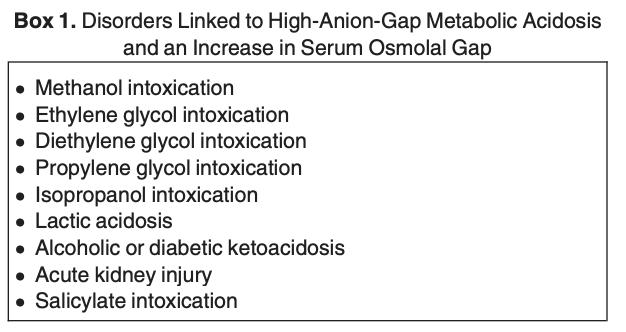 Box 1. Disorders Linked to High-Anion-Gap Metabolic Acidosis
and an Increase in Serum Osmolal Gap
• Methanol intoxication
• Ethylene glycol intoxication
• Diethylene glycol intoxication
• Propylene glycol intoxication
• Isopropanol intoxication
• Lactic acidosis
• Alcoholic or diabetic ketoacidosis
• Acute kidney injury
• Salicylate intoxication